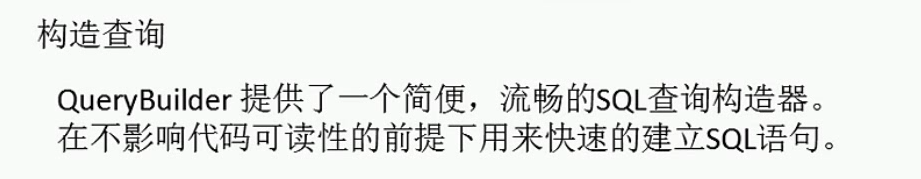 构造查询
QueryBuilder 提供了一个简便，流畅的SQL查询构造器。
在不影响代码可读性的前提下用来快速的建立SQL语句。